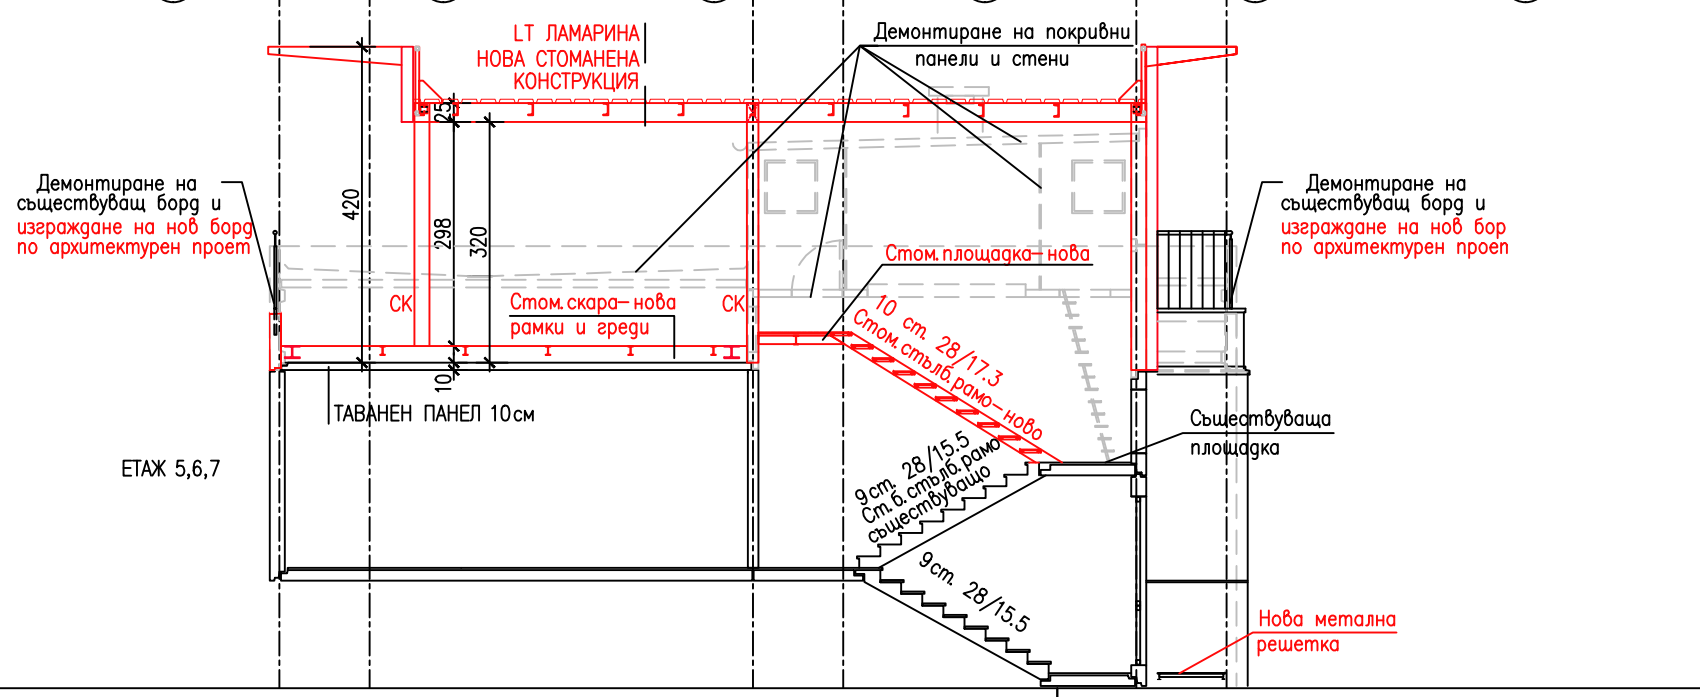 LT ЛАМАРИНА
НОВА СТОМАНЕНА
КОНСТРУКЦИЯ
Демонтиране на покривни
панели и стени
25
Демонтиране на
съществуващ борд и
изграждане на нов борд
по архитектурен проет
420
298
320
Демонтиране на
съществуващ борд и
изграждане на нов бор
по архитектурен проеп
Стом.площадка-нова
СК
Стом.скара-нова
рамки и греди
СК
10 ст. 28/17.3
Стом.стълб.рамо-ново
10
ТАВАНЕН ПАНЕЛ 10см
Съществуваща
площадка
ЕТАЖ 5,6,7
9ст. 28/15.5
Ст.б.стълб.рамо
съществуващо
9ст. 28/15.5
Нова метална
решетка